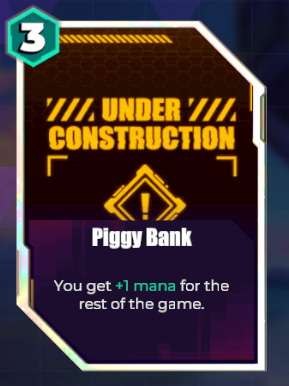 3
UNDER
CONSTRUCTION
!
Piggy Bank
You get +1 mana for the
rest of the game.